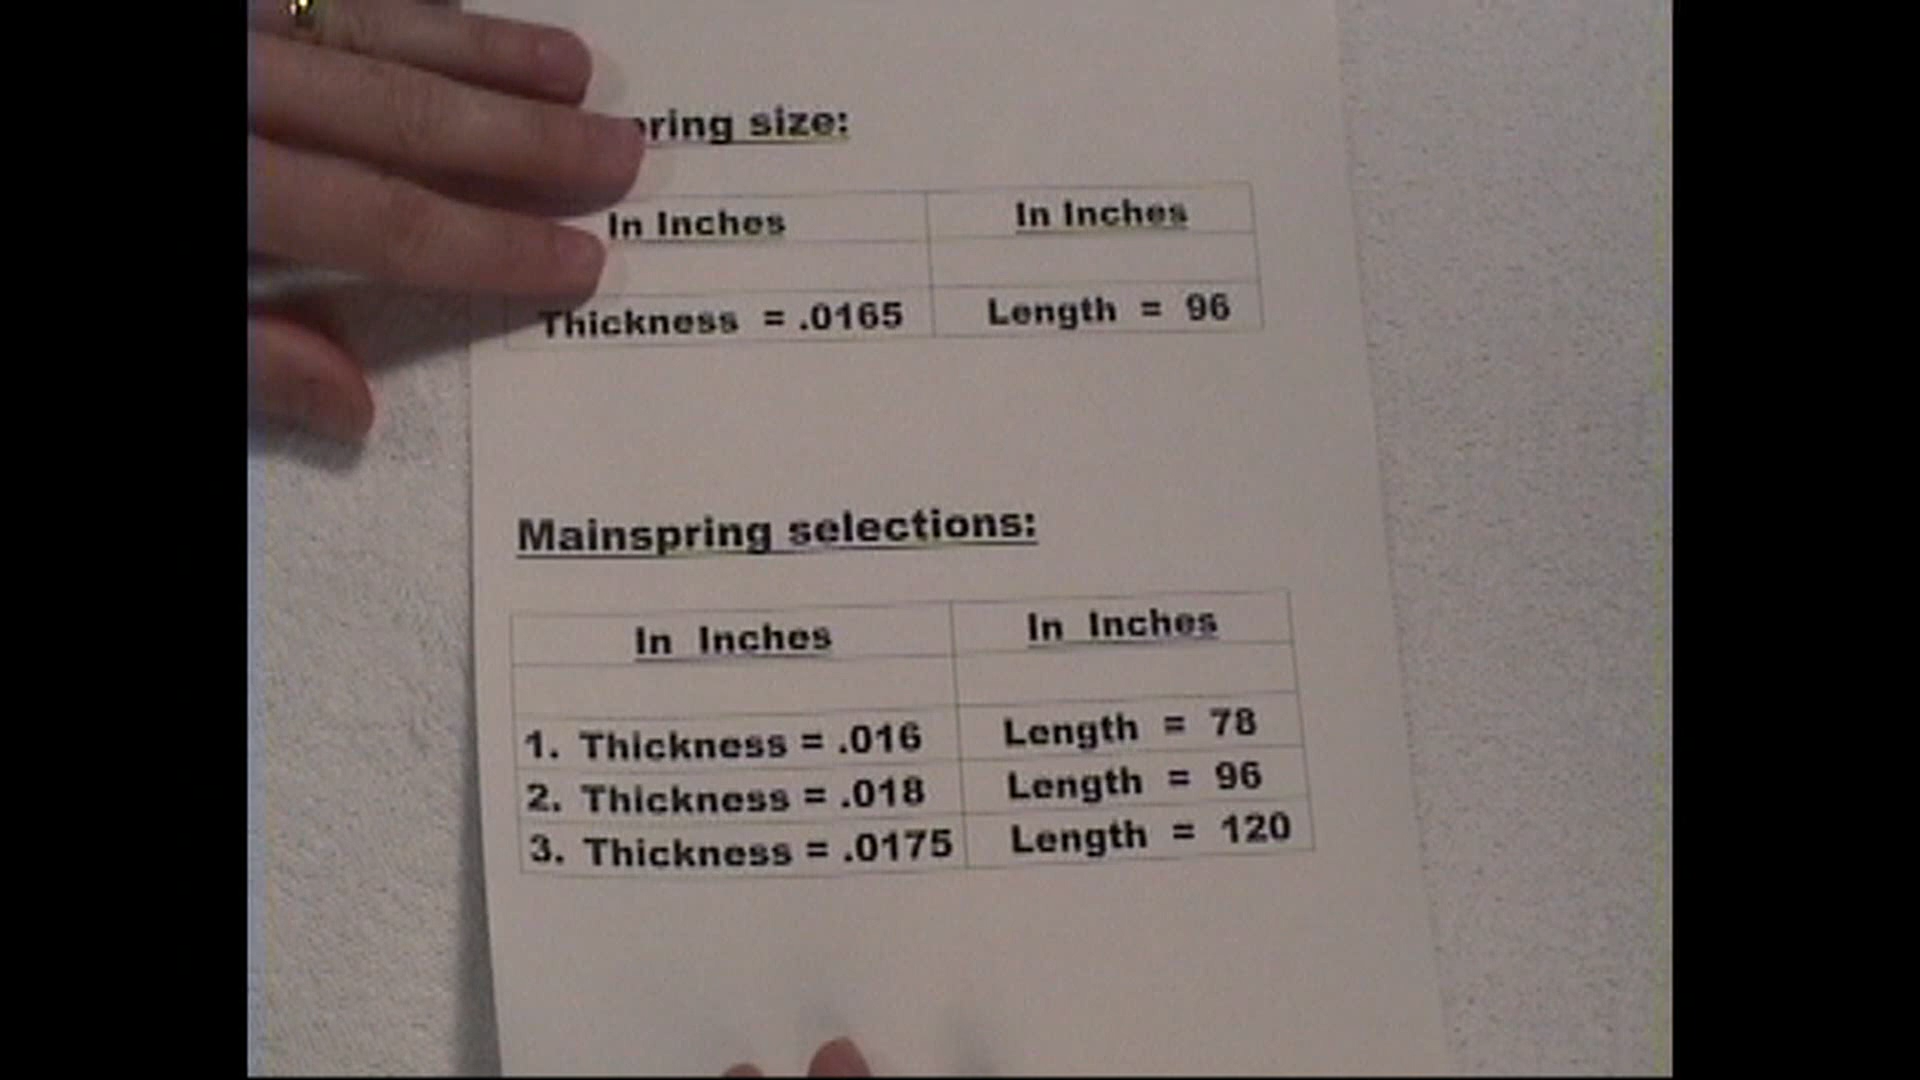 size:
In Inches In Inches
Thickness = .0165 Length = 96
Mainspring selections:
In Inches In Inches
1. Thickness = .016 Length = 78
2. Thickness = .018 Length = 96
3. Thickness = .0175 Length = 120